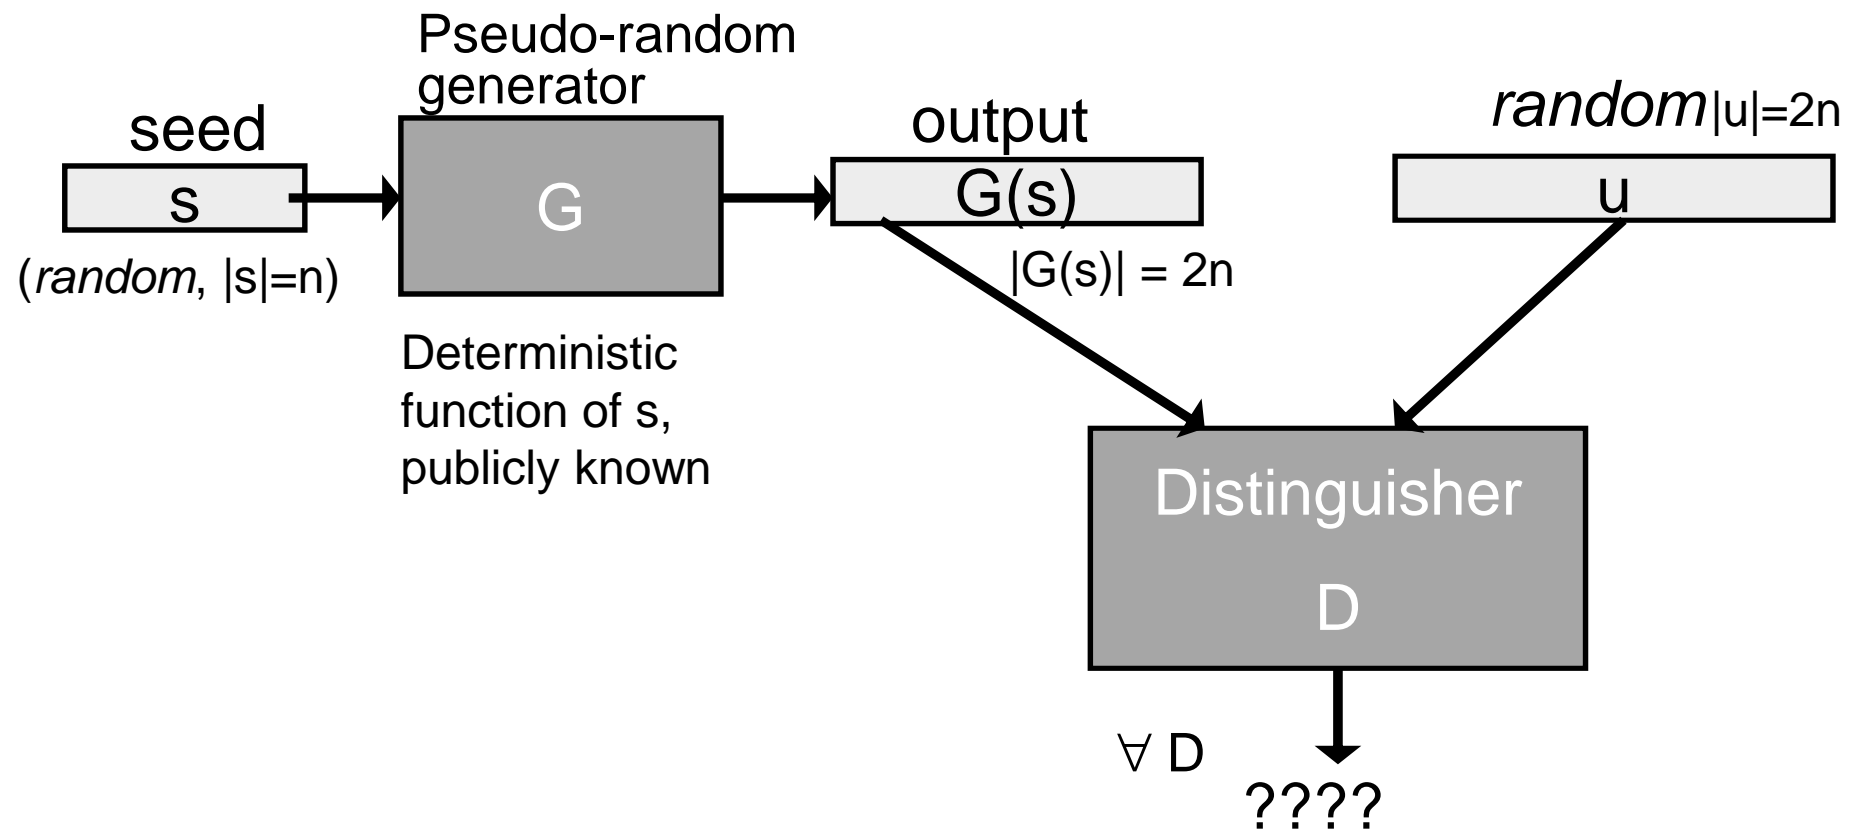 Pseudo-random
generator
seed
s
(random, |s|=n)
G
Deterministic
function of s,
publicly known
output
G(s)
|G(s)| = 2n
random|u|=2n
u
Distinguisher
D
∀ D
????